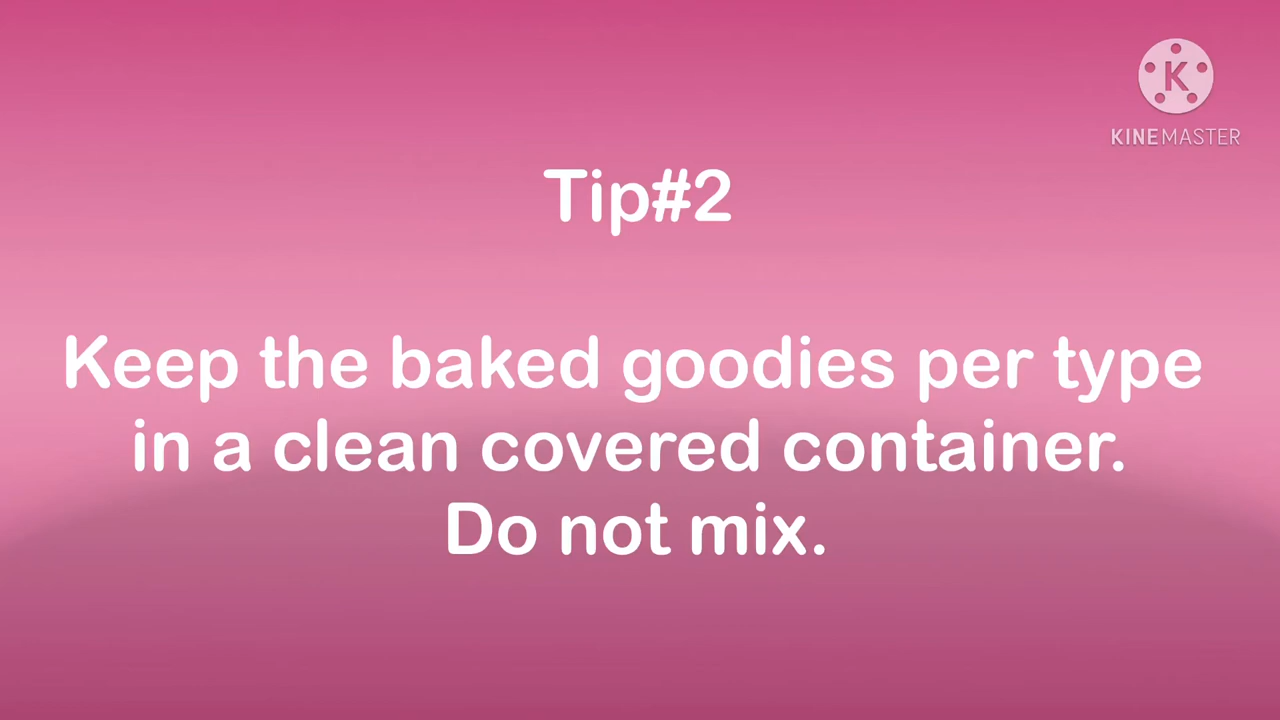 K
KINEMASTER
Tip#2
Keep the baked goodies per type
in a clean covered container.
Do not mix.